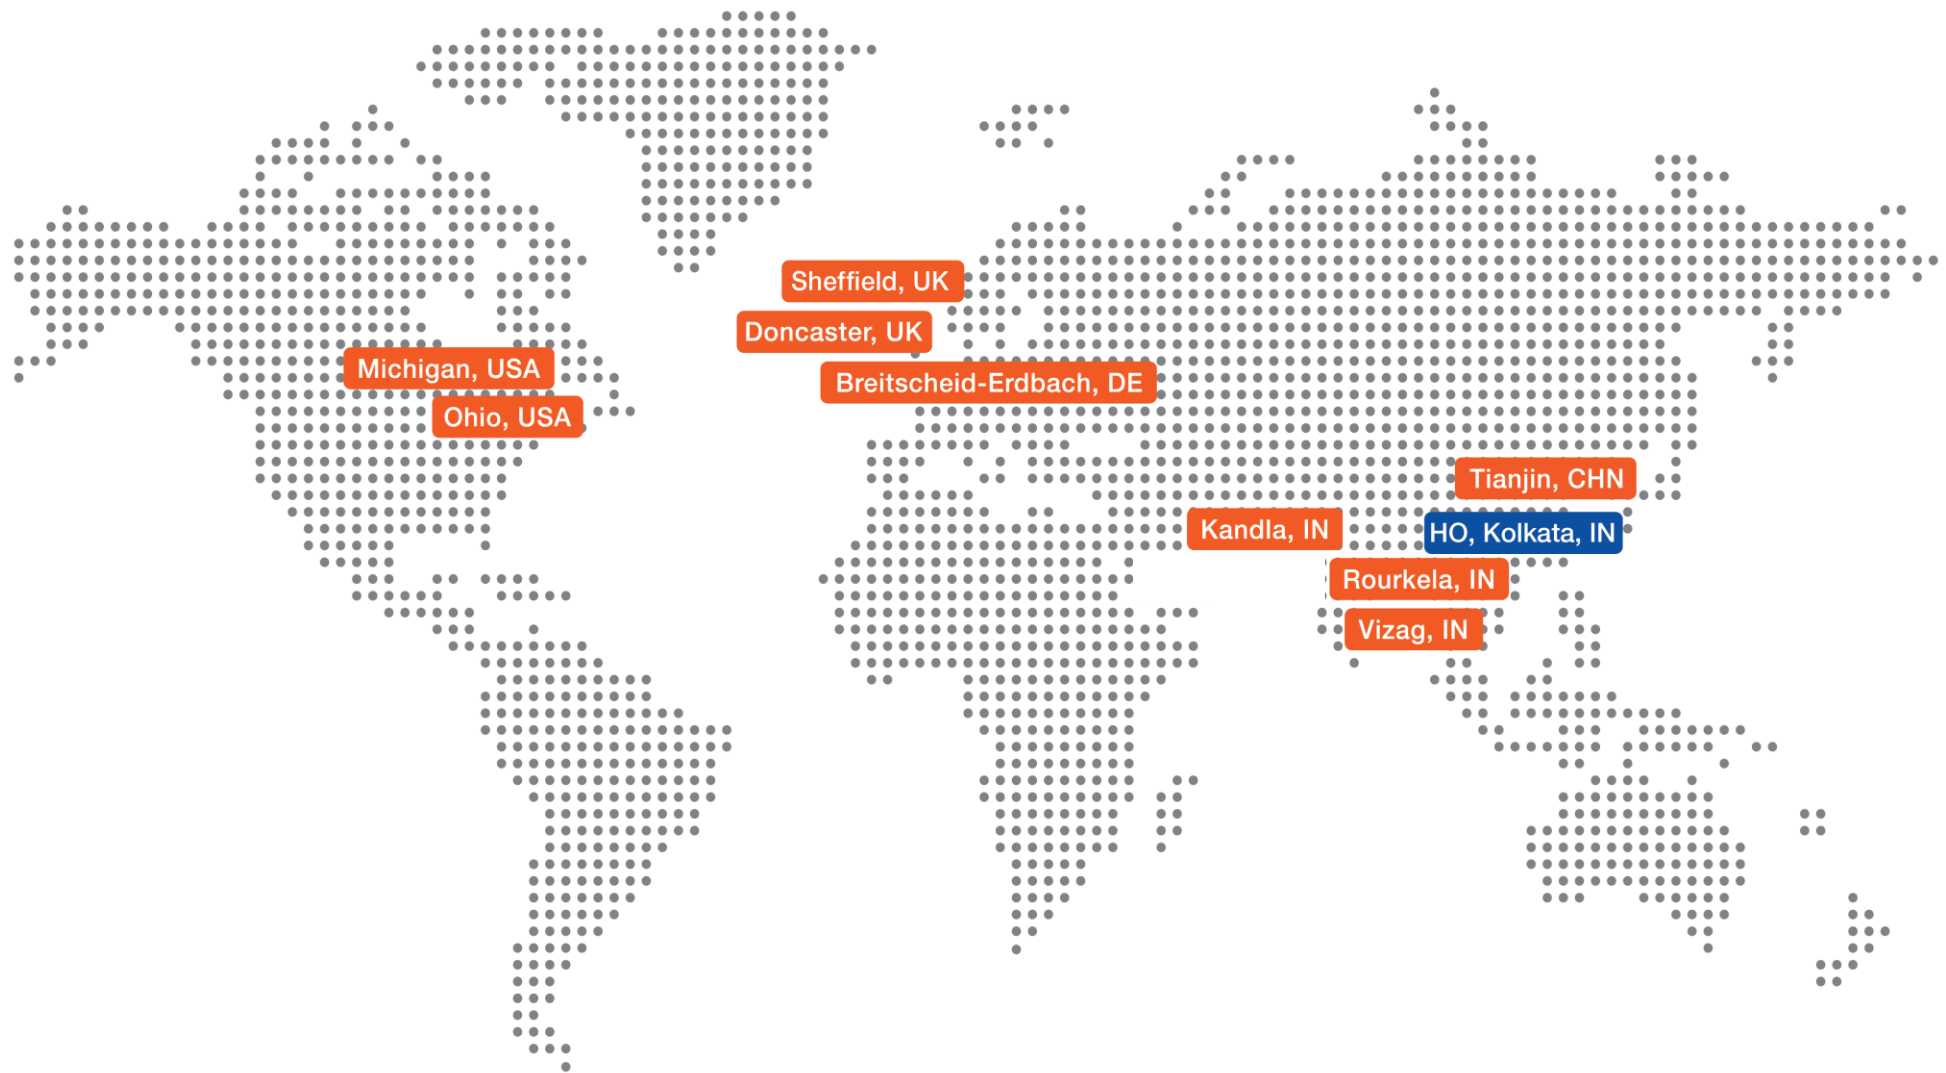 Sheffield, UK
Doncaster, UK
Michigan, USA
Breitscheid-Erdbach, DE
Ohio, USA
Tianjin, CHN
Kandla, IN
HO, Kolkata, IN
Rourkela, IN
Vizag, IN